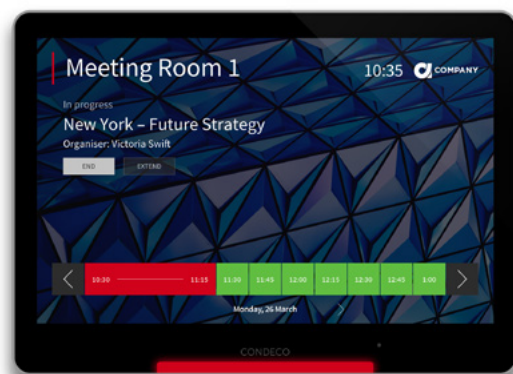 Meeting Room 1
10:35
COMPANY
In progress
New York – Future Strategy
Organiser: Victoria Swift
END EXTEND
10:30 11:15 11:30 11:45 12:00 12:15 12:30 12:45 1:00
Monday, 26 March
CONDECO